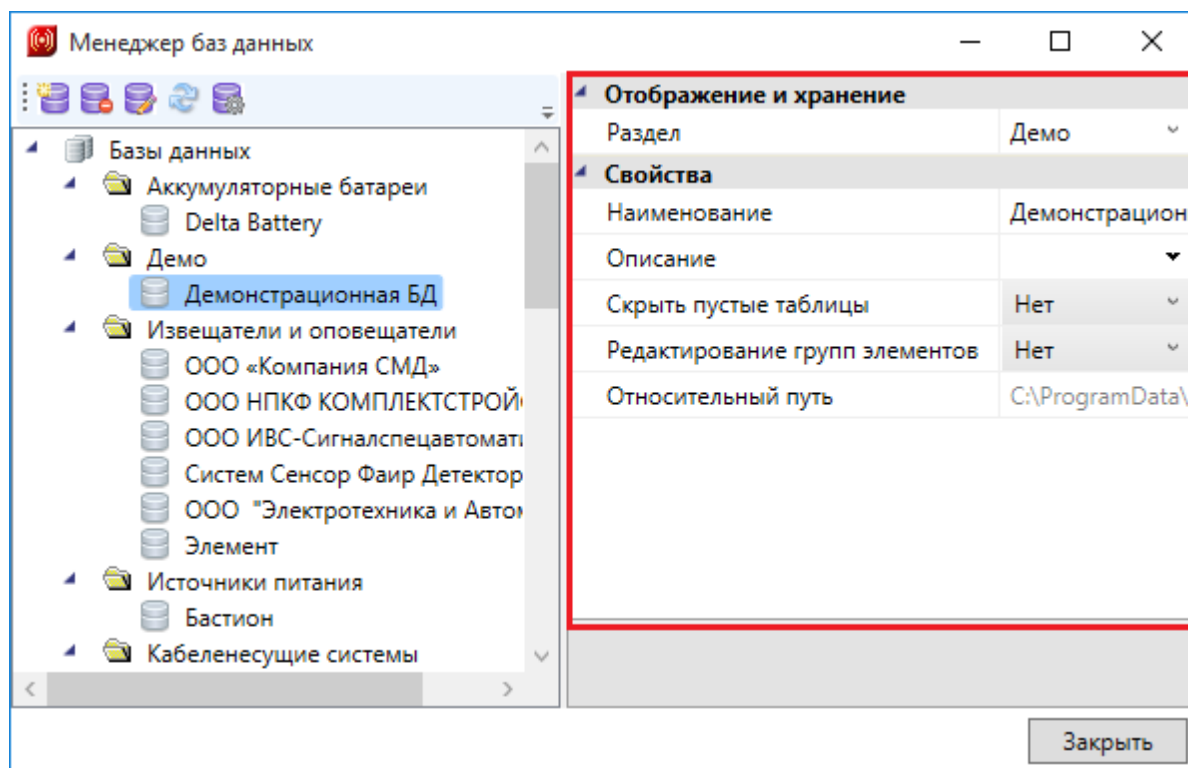 Менеджер баз данных
Базы данных
Аккумуляторные батареи
Delta Battery
Демо
Демонстрационная БД
Извещатели и оповещатели
ООО «Компания СМД»
ООО НПКФ КОМПЛЕКТСТРОЙ
ООО ИВС-Сигналспецавтомати
Систем Сенсор Фаир Детектор
ООО "Электротехника и Автом
Элемент
Источники питания
Бастион
Кабеленесущие системы
Отображение и хранение
Раздел Демо
Свойства
Наименование Демонстрацион
Описание
Скрыть пустые таблицы Нет
Редактирование групп элементов Нет
Относительный путь C:\ProgramData\
Закрыть